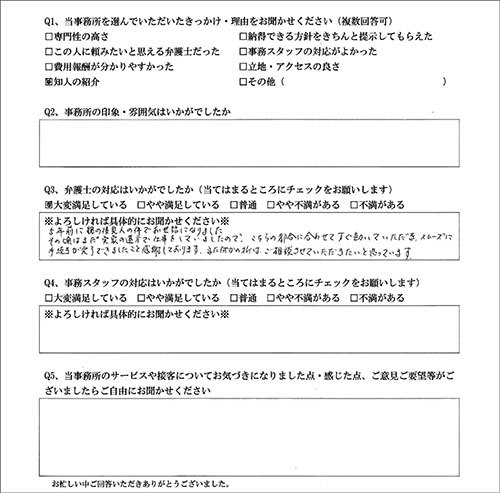 Q1、当事務所を選んでいただいたきっかけ・理由をお聞かせください(複数回答可)
□専門性の高さ □納得できる方針をきちんと提示してもらえた
□この人に頼みたいと思える弁護士だった □事務スタッフの対応がよかった
□費用報酬が分かりやすかった □立地・アクセスの良さ
☑知人の紹介 □その他( )
Q2、事務所の印象・雰囲気はいかがでしたか
Q3、弁護士の対応はいかがでしたか(当てはまるところにチェックをお願いします)
☑大変満足している □やや満足している □普通 □やや不満がある □不満がある
※よろしければ具体的にお聞かせください※
5年前に親の後見人の件でお世話になりました
その頃はまだ実家の遠方で仕事をしていましたので、こちらの都合に合わせてすぐ動いていただき、スムーズに
手続きが完了できましたこと感謝しております。また何かの折は、ご相談させていただきたいと思っています。
Q4、事務スタッフの対応はいかがでしたか(当てはまるところにチェックをお願いします)
□大変満足している □やや満足している □普通 □やや不満がある □不満がある
※よろしければ具体的にお聞かせください※
Q5、当事務所のサービスや接客についてお気づきになりました点・感じた点、ご意見ご要望等がご
ざいましたらご自由にお聞かせください
お忙しい中ご回答いただきありがとうございました。